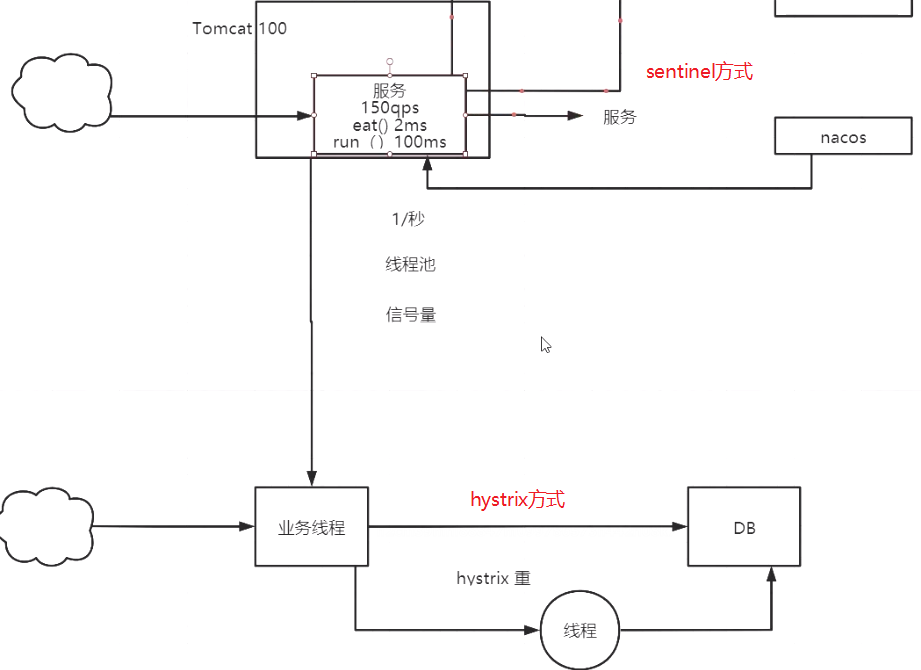 Tomcat 100
sentinel方式
服务
150qps
eat() 2ms
run（）100ms
服务
nacos
1/秒
线程池
信号量
hystrix方式
业务线程
DB
hystrix 重
线程